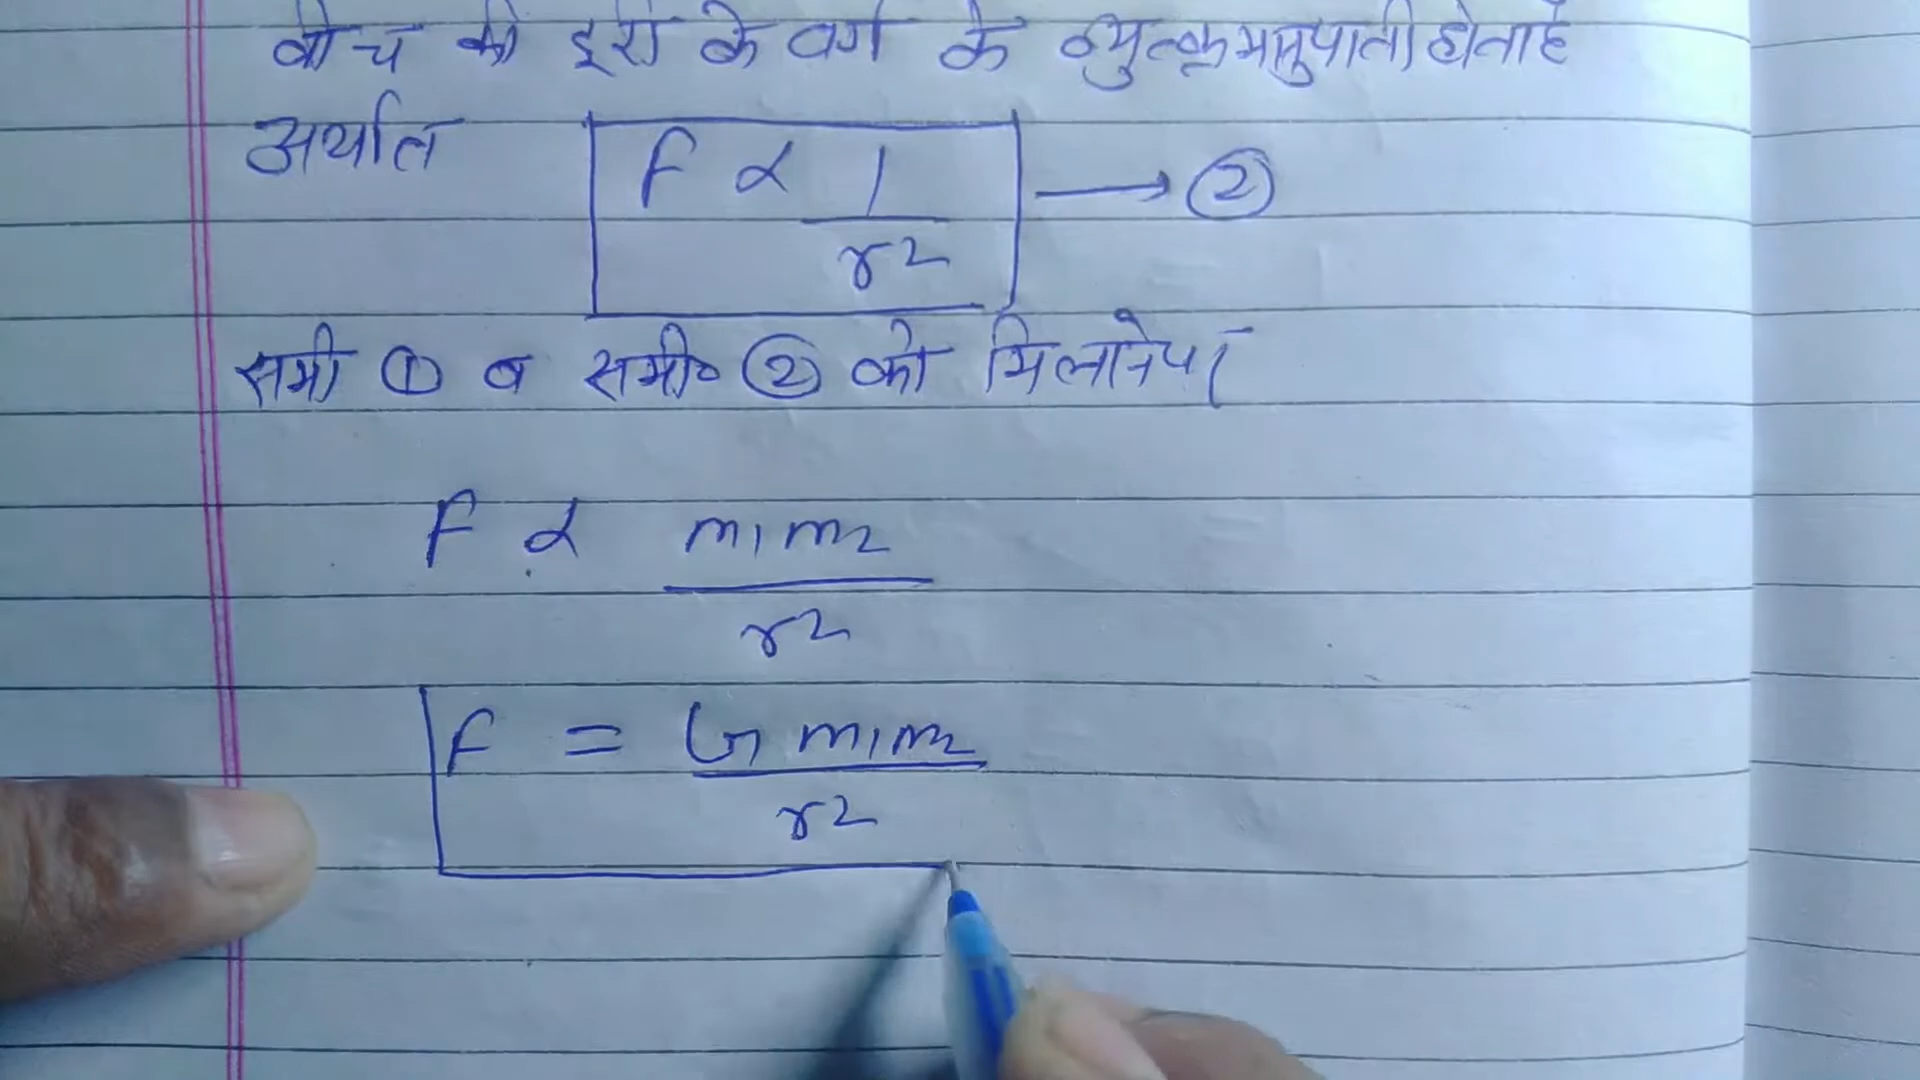 बीच की दूरी के वर्ग के व्युत्क्रमानुपाती होता है
अर्थात F ∝ 1/r² → ②
समी ① व समी० ② को मिलाने पर
F ∝ m₁m₂/r²
F = G m₁m₂/r²